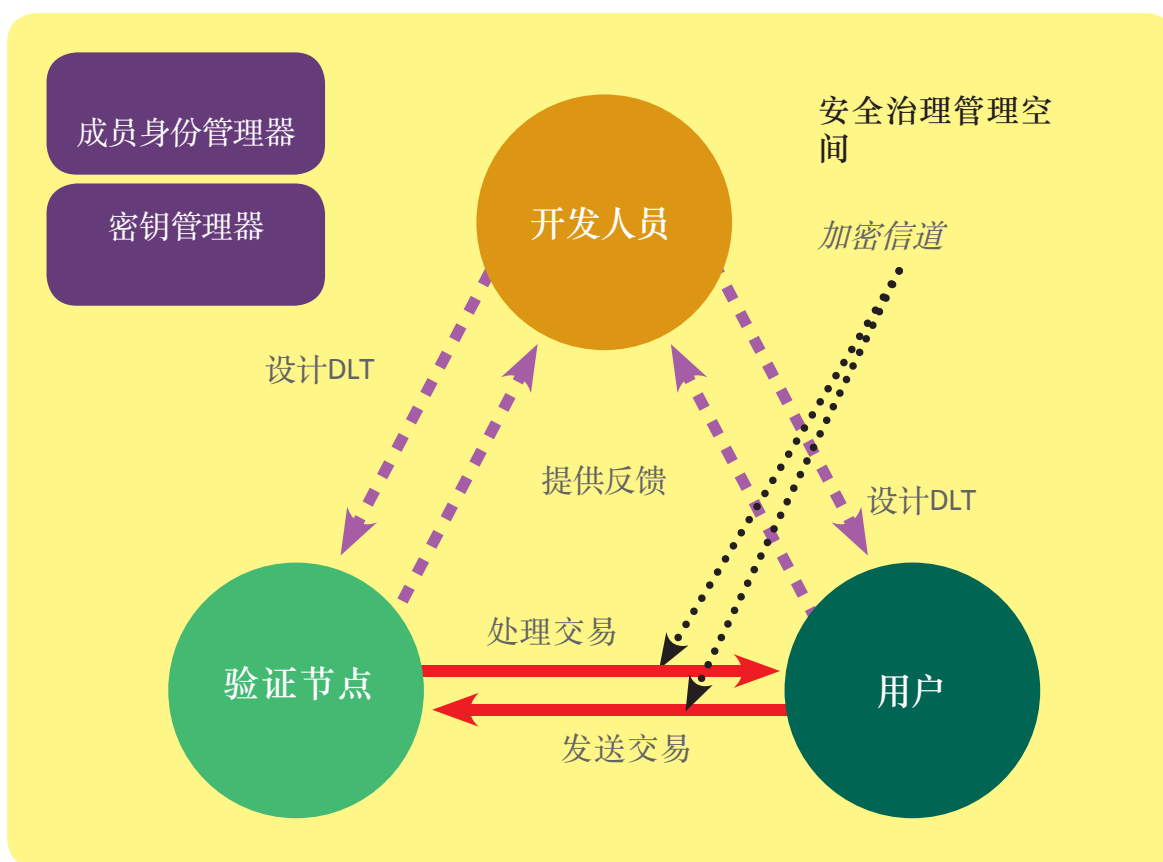 成员身份管理器
密钥管理器
安全治理管理空
间
加密信道
开发人员
设计DLT
提供反馈
设计DLT
处理交易
验证节点
用户
发送交易